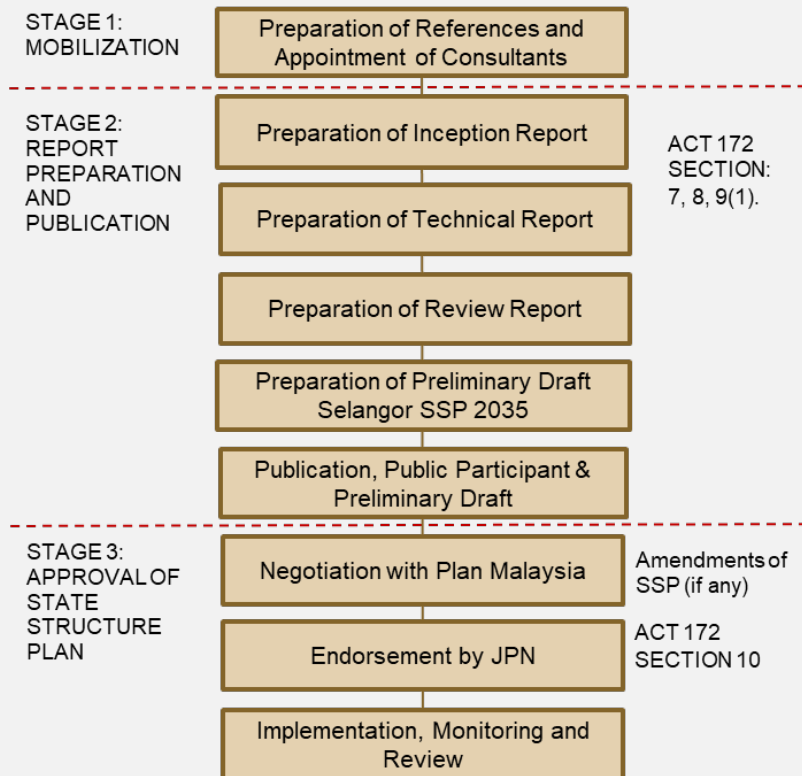 STAGE 1:
MOBILIZATION
Preparation of References and
Appointment of Consultants
STAGE 2:
REPORT
PREPARATION
AND
PUBLICATION
Preparation of Inception Report
ACT 172
SECTION:
7, 8, 9(1).
Preparation of Technical Report
Preparation of Review Report
Preparation of Preliminary Draft
Selangor SSP 2035
Publication, Public Participant &
Preliminary Draft
STAGE 3:
APPROVAL OF
STATE
STRUCTURE
PLAN
Negotiation with Plan Malaysia
Amendments of
SSP (if any)
Endorsement by JPN
ACT 172
SECTION 10
Implementation, Monitoring and
Review